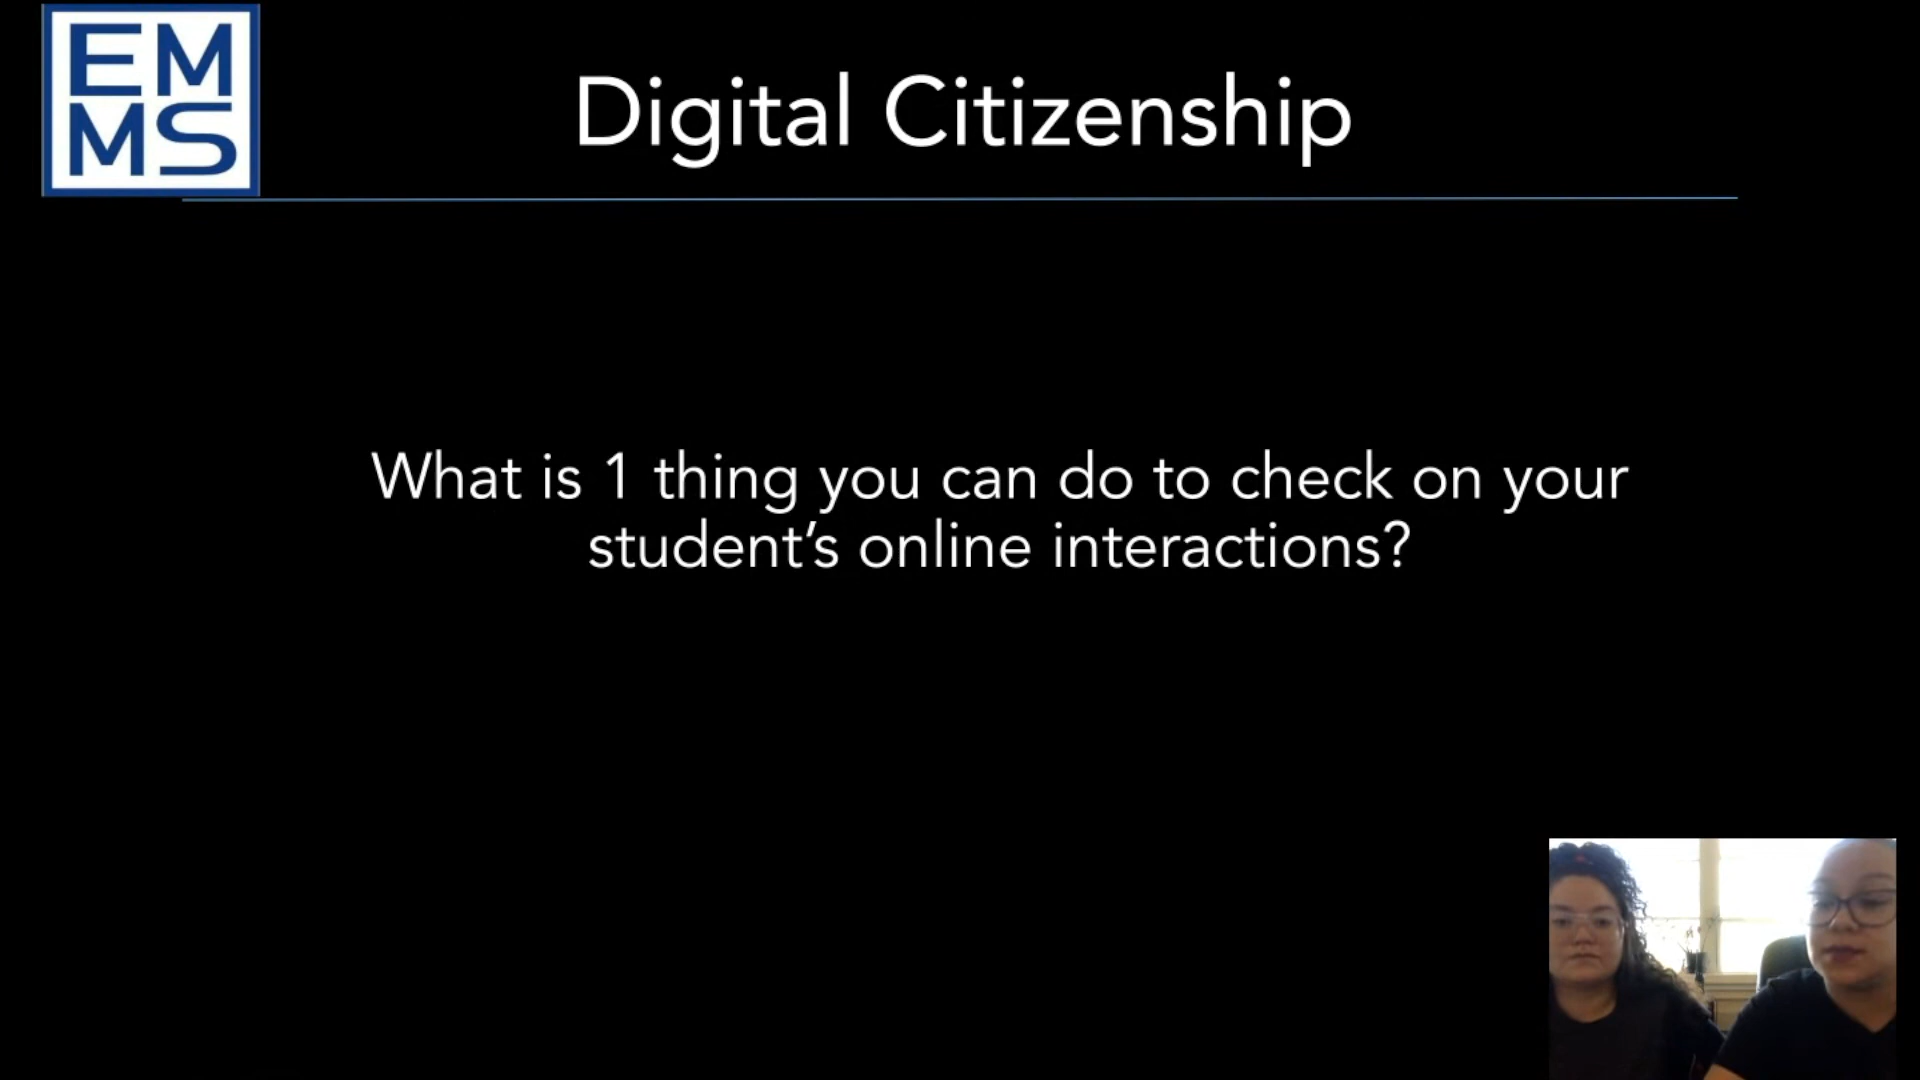 EM
MS
Digital Citizenship
What is 1 thing you can do to check on your
student’s online interactions?